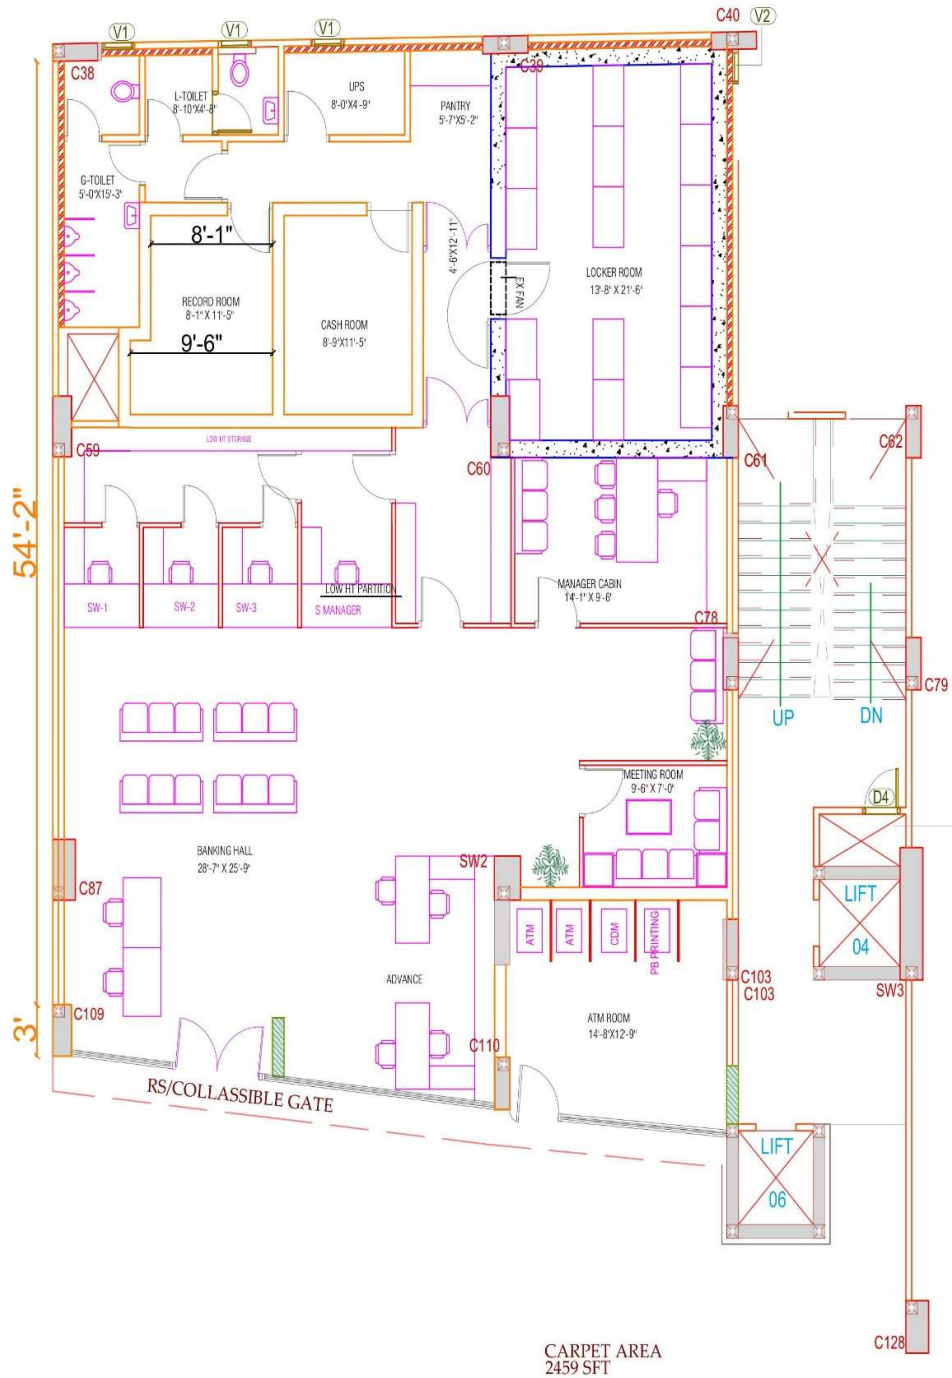 C40
V2
V1
V1
V1
C38
C39
L-TOILET
8'-10"X4'-8"
UPS
8'-0"X4'-9"
PANTRY
5'-7"X5'-2"
G-TOILET
5'-0"X15'-3"
8'-1"
4'-6"X12'-11"
LOCKER ROOM
13'-8" X 21'-6"
EX FAN
RECORD ROOM
8'-1" X 11'-5"
CASH ROOM
8'-9"X11'-5"
9'-6"
LOW HT STORAGE
C59
C60
C61
C62
54'-2"
LOW HT PARTITION
MANAGER CABIN
14'-1" X 9'-6"
SW-1
SW-2
SW-3
S MANAGER
C78
C79
UP
DN
MEETING ROOM
9'-6" X 7'-0"
D4
BANKING HALL
28'-7" X 25'-9"
SW2
C87
LIFT
04
ATM
ATM
CDM
PB PRINTING
ADVANCE
C103
C103
SW3
C109
3'
C110
ATM ROOM
14'-8"X12'-9"
RS/COLLASSIBLE GATE
LIFT
06
C128
CARPET AREA
2459 SFT